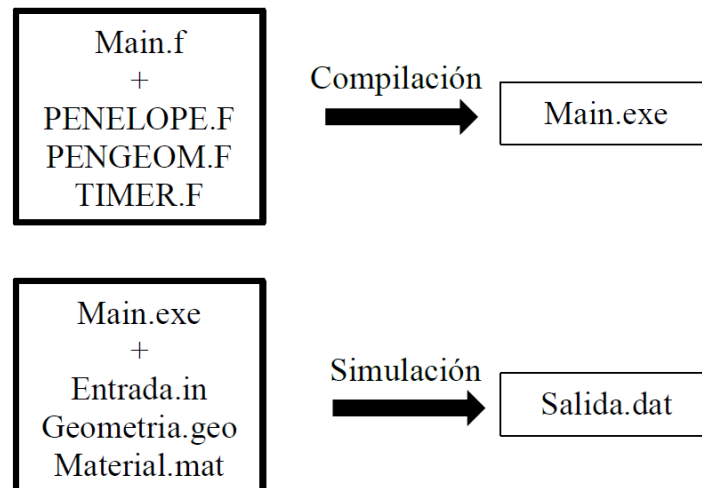 Main.f
+
PENELOPE.F
PENGEOM.F
TIMER.F
Compilación
Main.exe
Main.exe
+
Entrada.in
Geometria.geo
Material.mat
Simulación
Salida.dat